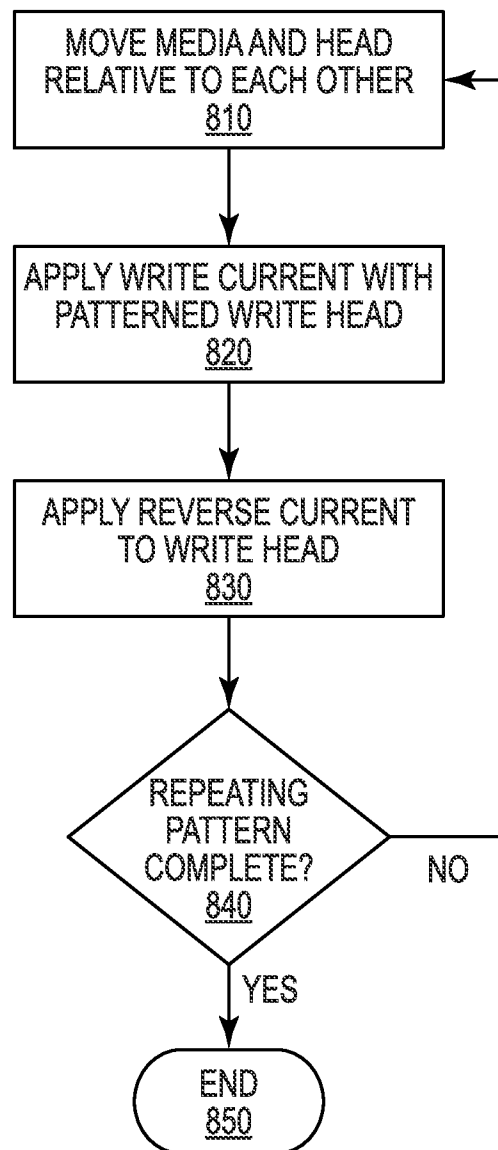 MOVE MEDIA AND HEAD
RELATIVE TO EACH OTHER
810
APPLY WRITE CURRENT WITH
PATTERNED WRITE HEAD
820
APPLY REVERSE CURRENT
TO WRITE HEAD
830
REPEATING
PATTERN
COMPLETE?
840
NO
YES
END
850